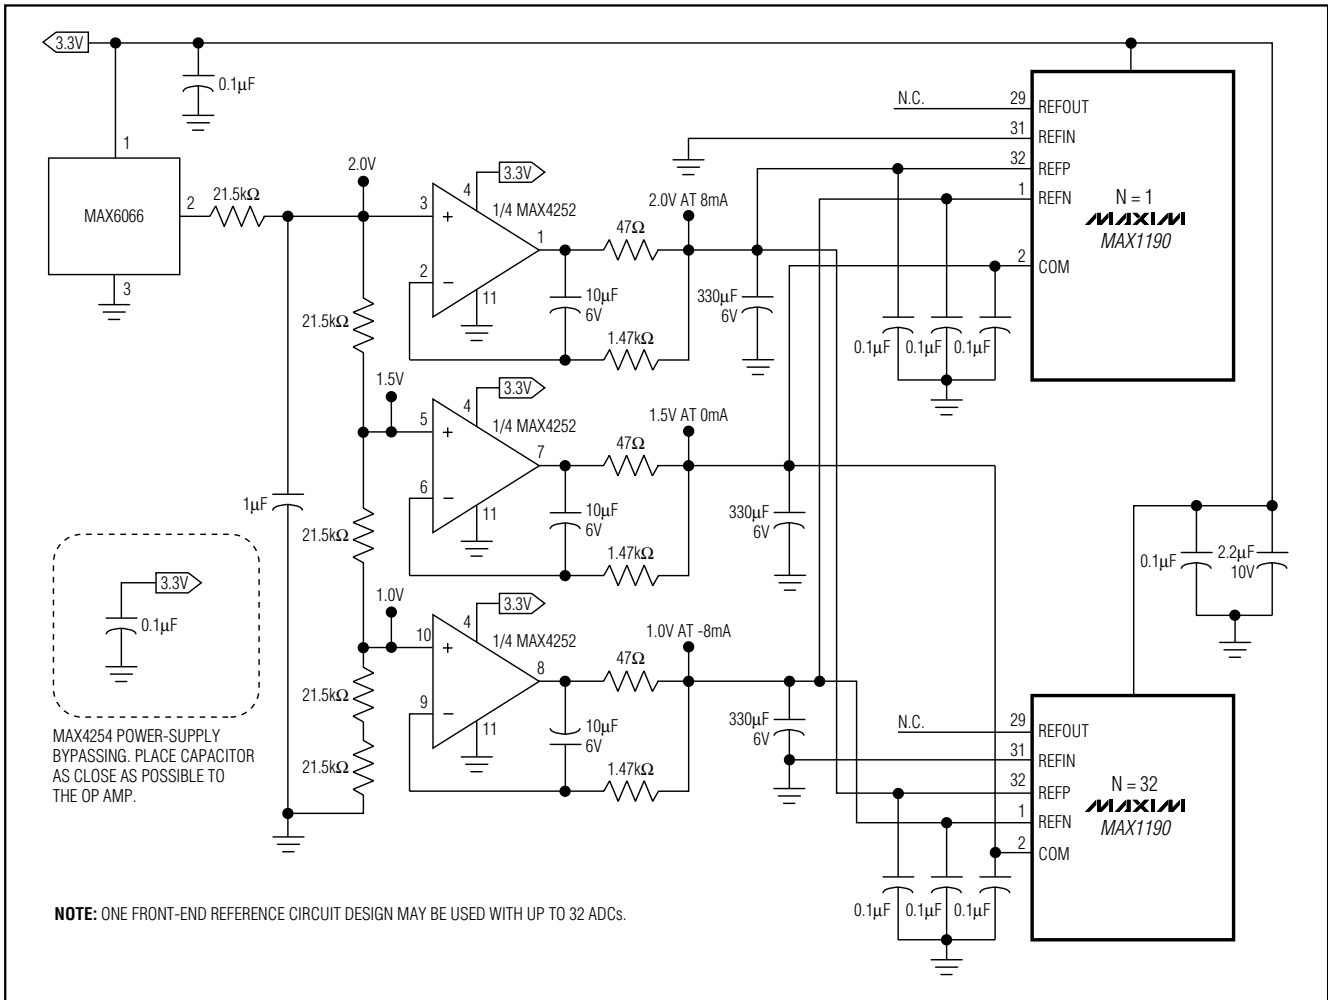 3.3V
0.1µF
N.C.
29
REFOUT
31
REFIN
32
REFP
1
REFN
2
COM
N = 1
MAXIM
MAX1190
0.1µF
0.1µF
0.1µF
1
MAX6066
2
3
21.5kΩ
2.0V
3
+
4
3.3V
1/4 MAX4252
1
2
−
11
47Ω
10µF
6V
1.47kΩ
2.0V AT 8mA
330µF
6V
21.5kΩ
1.5V
5
+
4
3.3V
1/4 MAX4252
7
6
−
11
47Ω
10µF
6V
1.47kΩ
1.5V AT 0mA
330µF
6V
1µF
21.5kΩ
1.0V
10
+
4
3.3V
1/4 MAX4252
8
9
−
11
47Ω
10µF
6V
1.47kΩ
1.0V AT -8mA
330µF
6V
21.5kΩ
21.5kΩ
0.1µF
2.2µF
10V
3.3V
0.1µF
MAX4254 POWER-SUPPLY
BYPASSING. PLACE CAPACITOR
AS CLOSE AS POSSIBLE TO
THE OP AMP.
N.C.
29
REFOUT
31
REFIN
32
REFP
1
REFN
2
COM
N = 32
MAXIM
MAX1190
0.1µF
0.1µF
0.1µF
NOTE: ONE FRONT-END REFERENCE CIRCUIT DESIGN MAY BE USED WITH UP TO 32 ADCs.